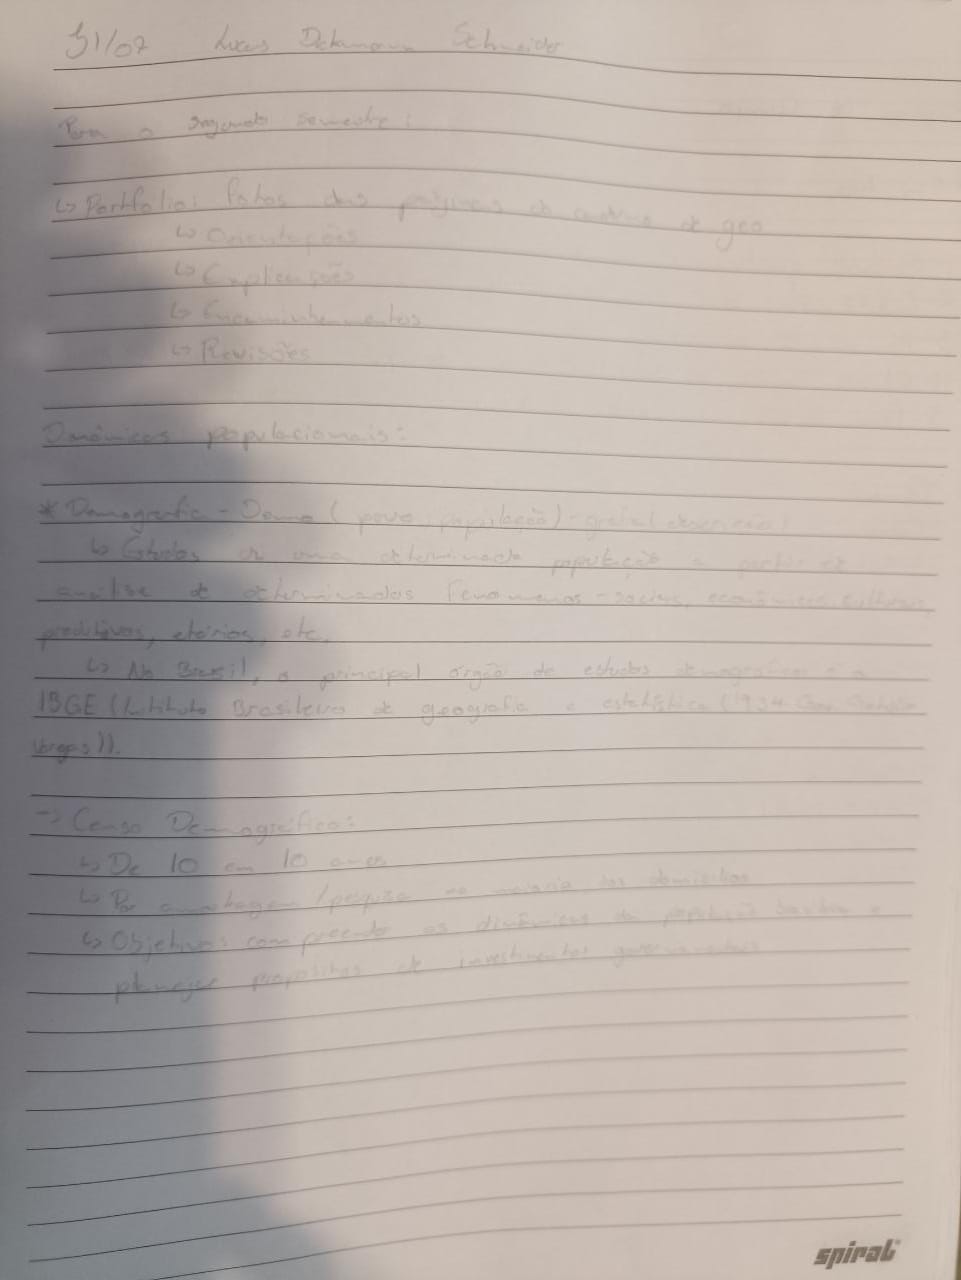 31/07 Lucas Schneider
Para o segundo semestre:
↳ Portfólio: fotos das páginas do caderno de geo
↳ Orientações
↳ Explicações
↳ Encaminhamentos
↳ Revisões
Dinâmicas populacionais:
* Demografia - Demo (povo, população) - grafia (descrição)
↳ Estudos de uma determinada população a partir da
análise de determinados fenômenos - sociais, econômicos, culturais,
produtivos, etários, etc.
↳ No Brasil, o principal órgão de estudos demográficos é o
IBGE (Instituto Brasileiro de geografia e estatística (1934 Getúlio
Vargas)).
-> Censo Demográfico:
↳ De 10 em 10 anos
↳ Por amostragem/pesquisa na maioria dos domicílios
↳ Objetivos: compreender as dinâmicas da população e
planejar propostas de investimentos governamentais
spiral